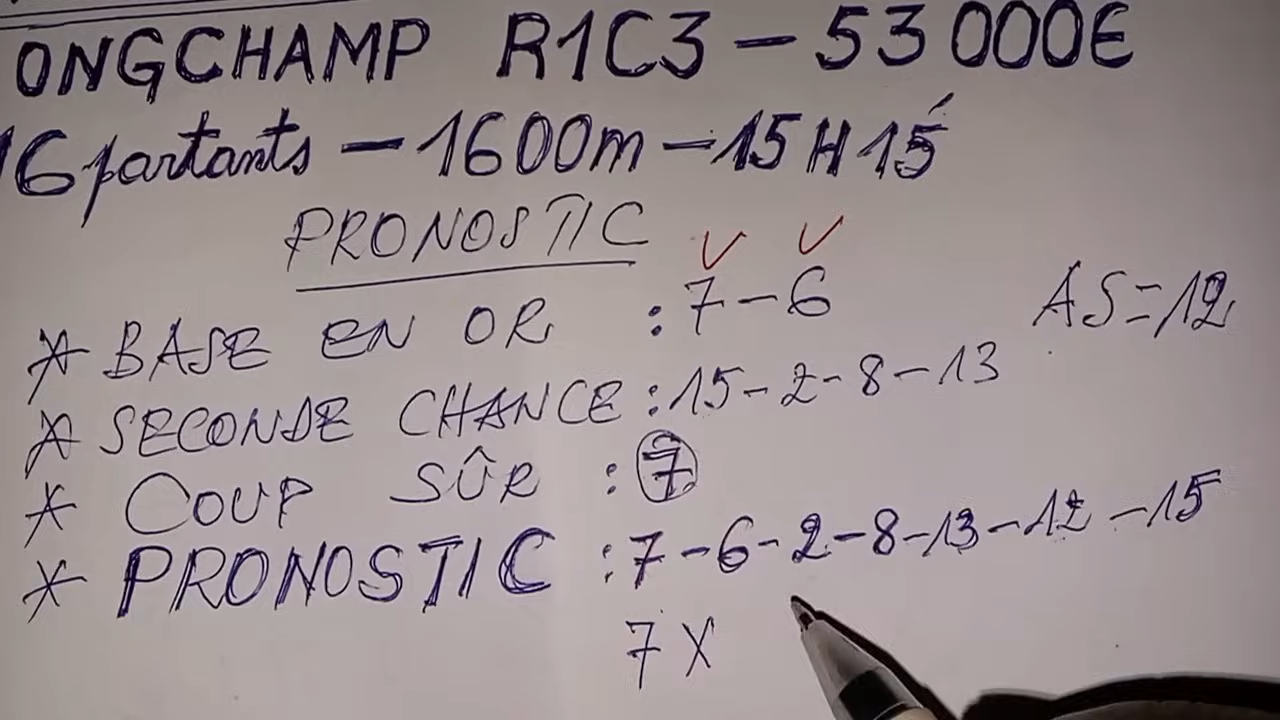 ONGCHAMP R1C3 - 53 000€
16 partants - 1600m - 15H15
PRONOSTIC
* BASE EN OR : 7 - 6 AS = 12
* SECONDE CHANCE : 15 - 2 - 8 - 13
* COUP SÛR : 7
* PRONOSTIC : 7 - 6 - 2 - 8 - 13 - 12 - 15
7 X